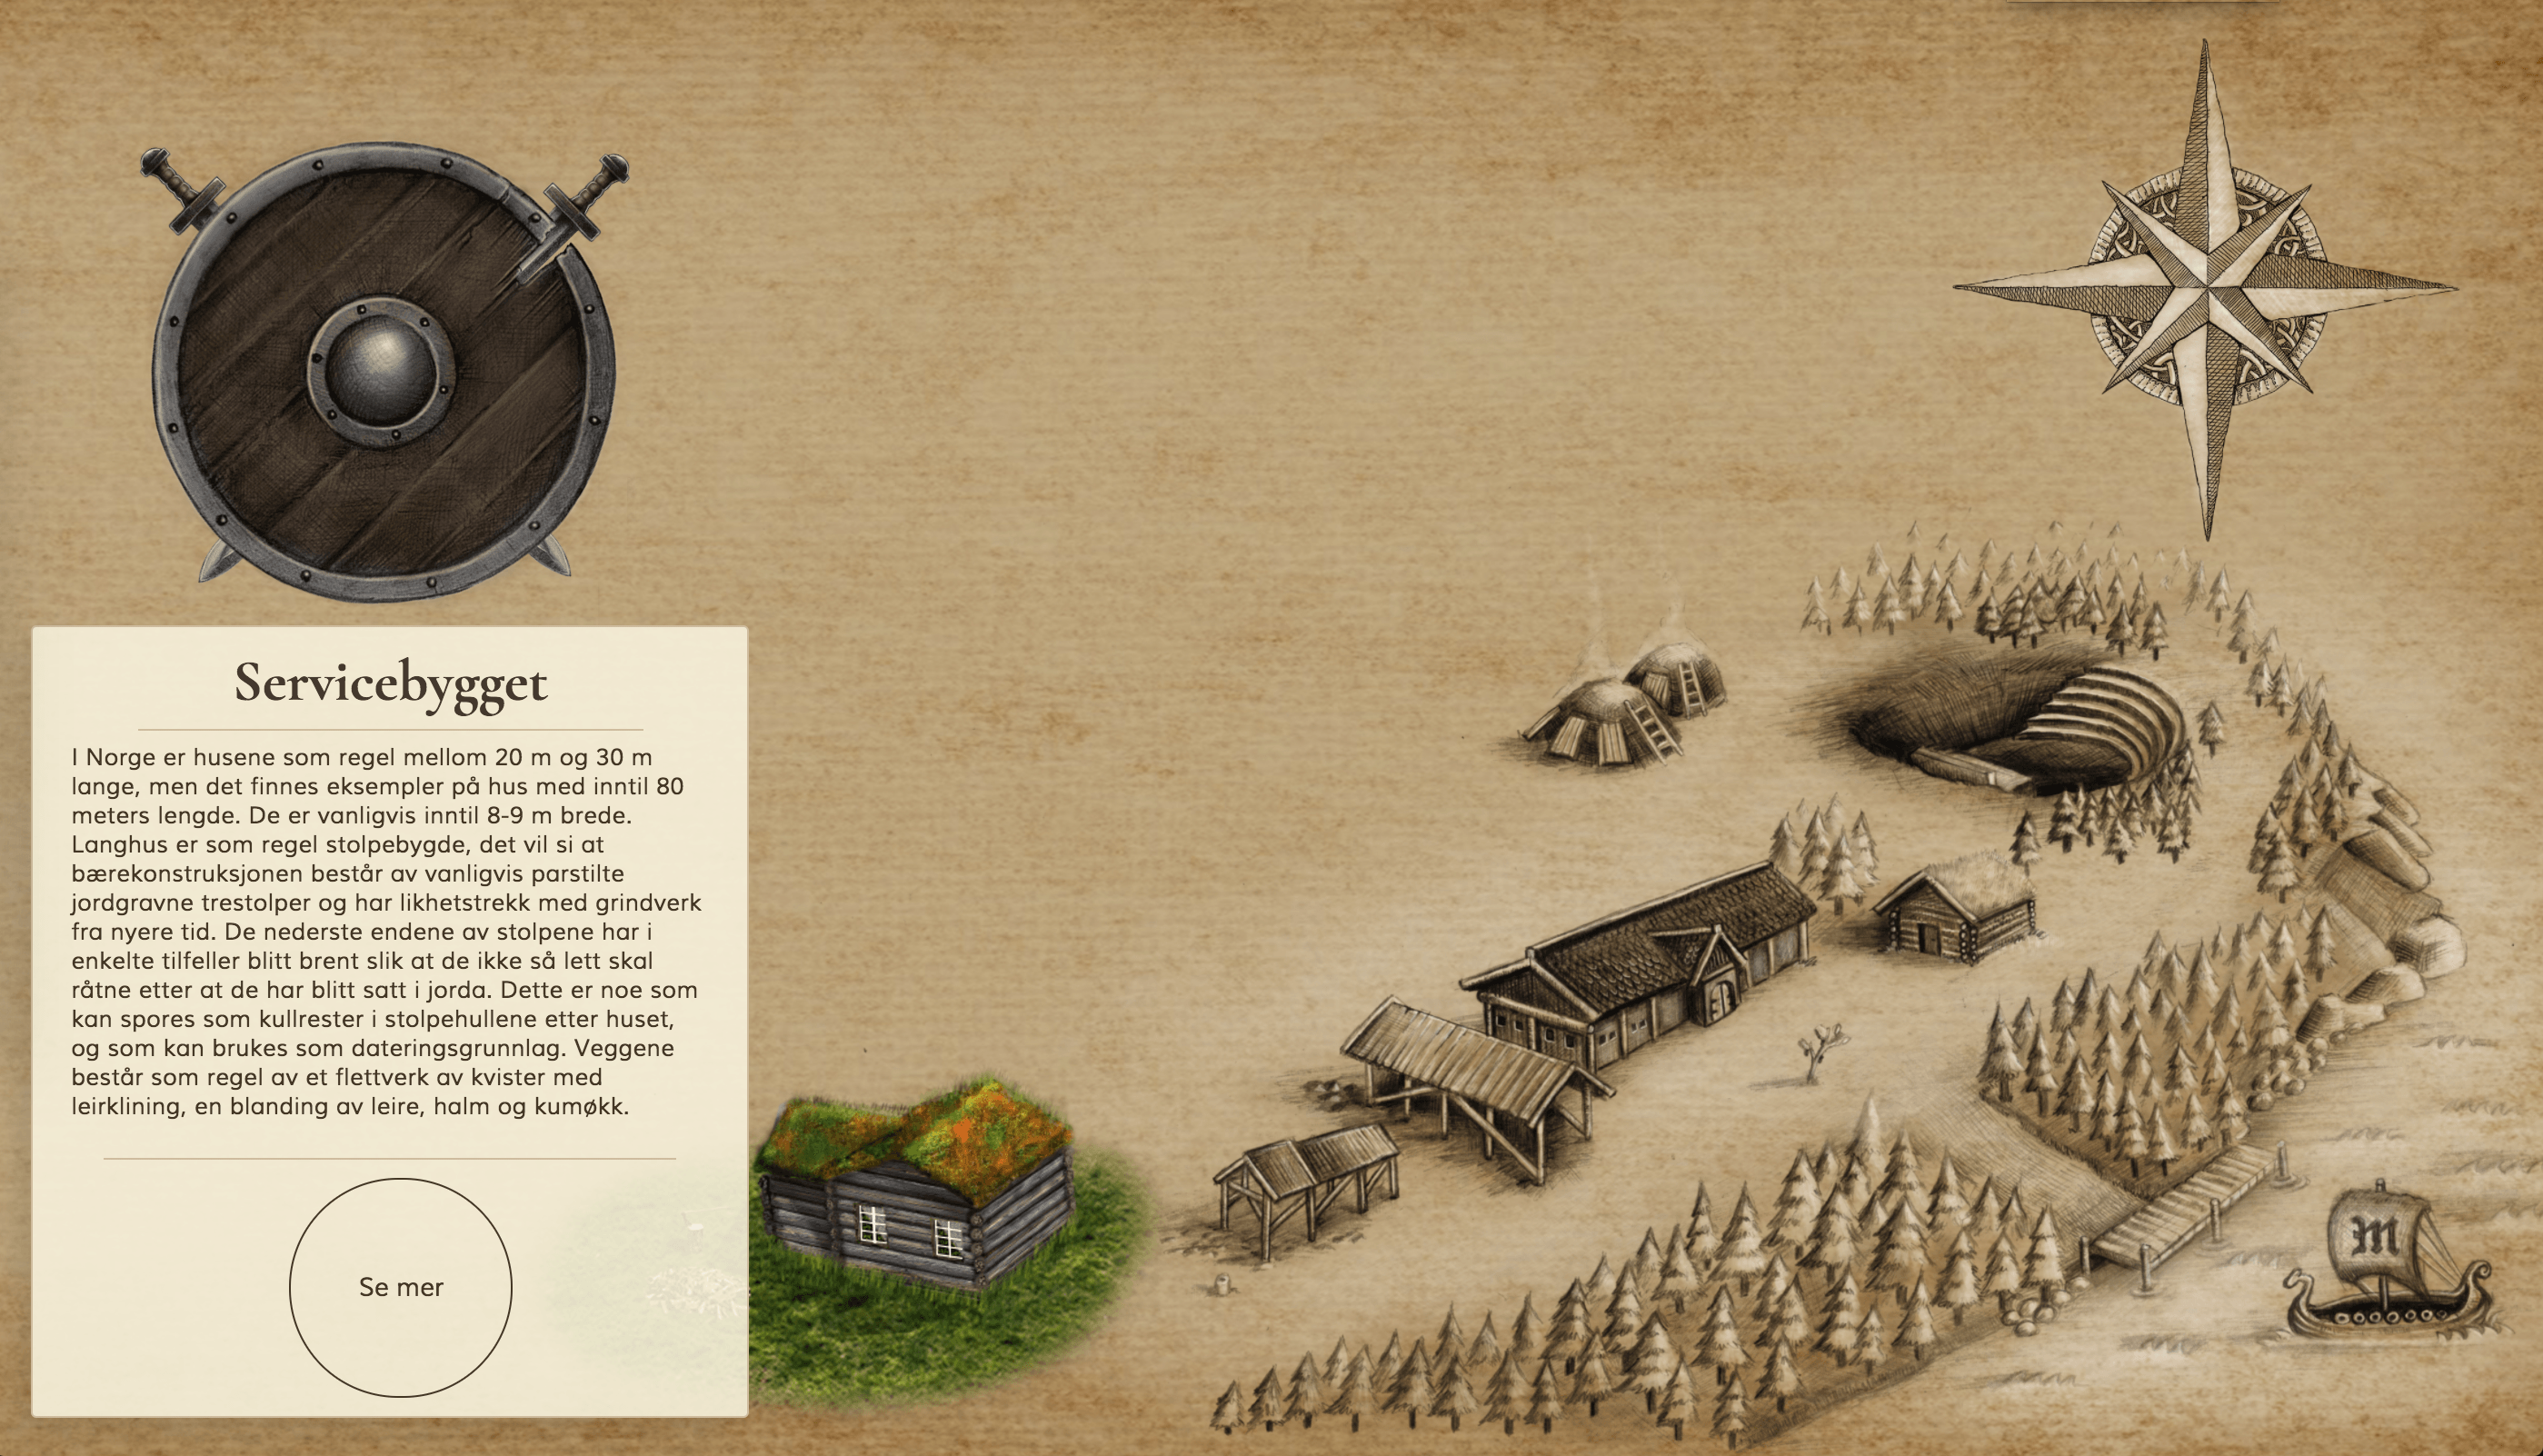 Servicebygget
I Norge er husene som regel mellom 20 m og 30 m
lange, men det finnes eksempler på hus med inntil 80
meters lengde. De er vanligvis inntil 8-9 m brede.
Langhus er som regel stolpebygde, det vil si at
bærekonstruksjonen består av vanligvis parstilte
jordgravne trestolper og har likhetstrekk med grindverk
fra nyere tid. De nederste endene av stolpene har i
enkelte tilfeller blitt brent slik at de ikke så lett skal
råtne etter at de har blitt satt i jorda. Dette er noe som
kan spores som kullrester i stolpehullene etter huset,
og som kan brukes som dateringsgrunnlag. Veggene
består som regel av et flettverk av kvister med
leirklining, en blanding av leire, halm og kumøkk.
Se mer
M